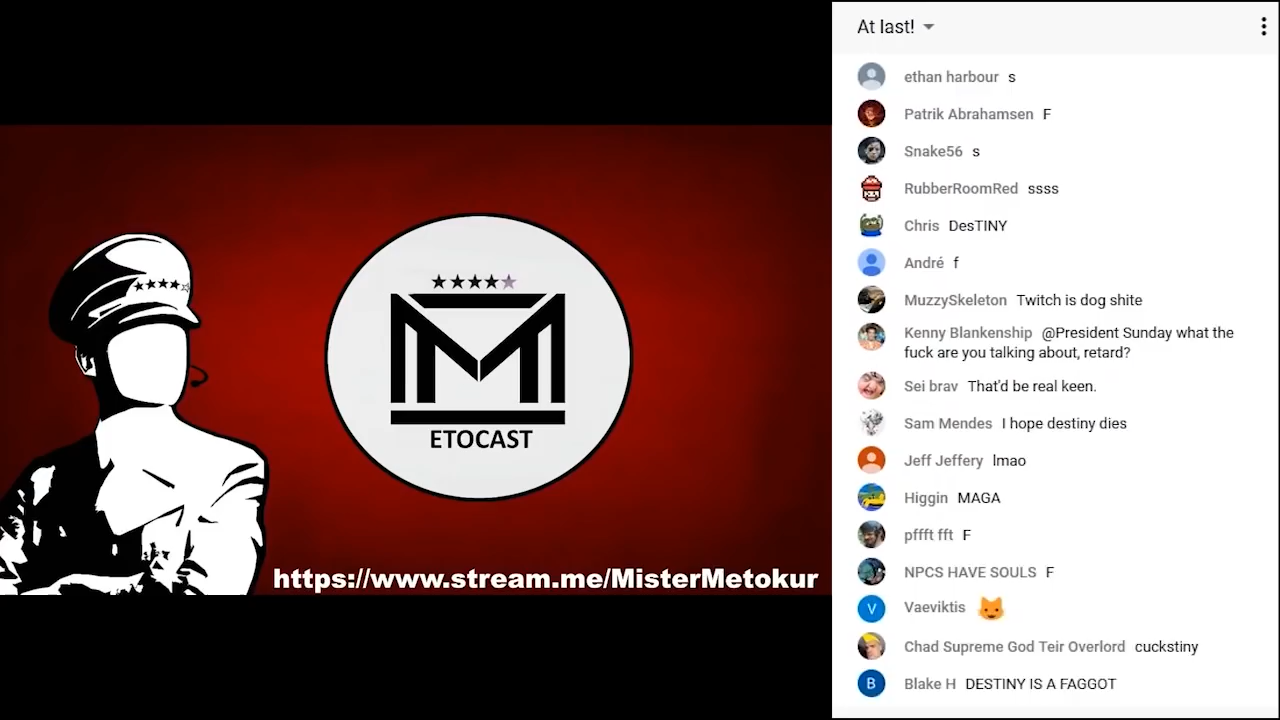 At last!
ethan harbour s
Patrik Abrahamsen F
Snake56 s
RubberRoomRed ssss
Chris DesTINY
André f
MuzzySkeleton Twitch is dog shite
Kenny Blankenship @President Sunday what the
fuck are you talking about, retard?
Sei brav That'd be real keen.
Sam Mendes I hope destiny dies
Jeff Jeffery lmao
Higgin MAGA
pffft fft F
NPCS HAVE SOULS F
V Vaeviktis
Chad Supreme God Teir Overlord cuckstiny
B Blake H DESTINY IS A FAGGOT
M
ETOCAST
https://www.stream.me/MisterMetokur